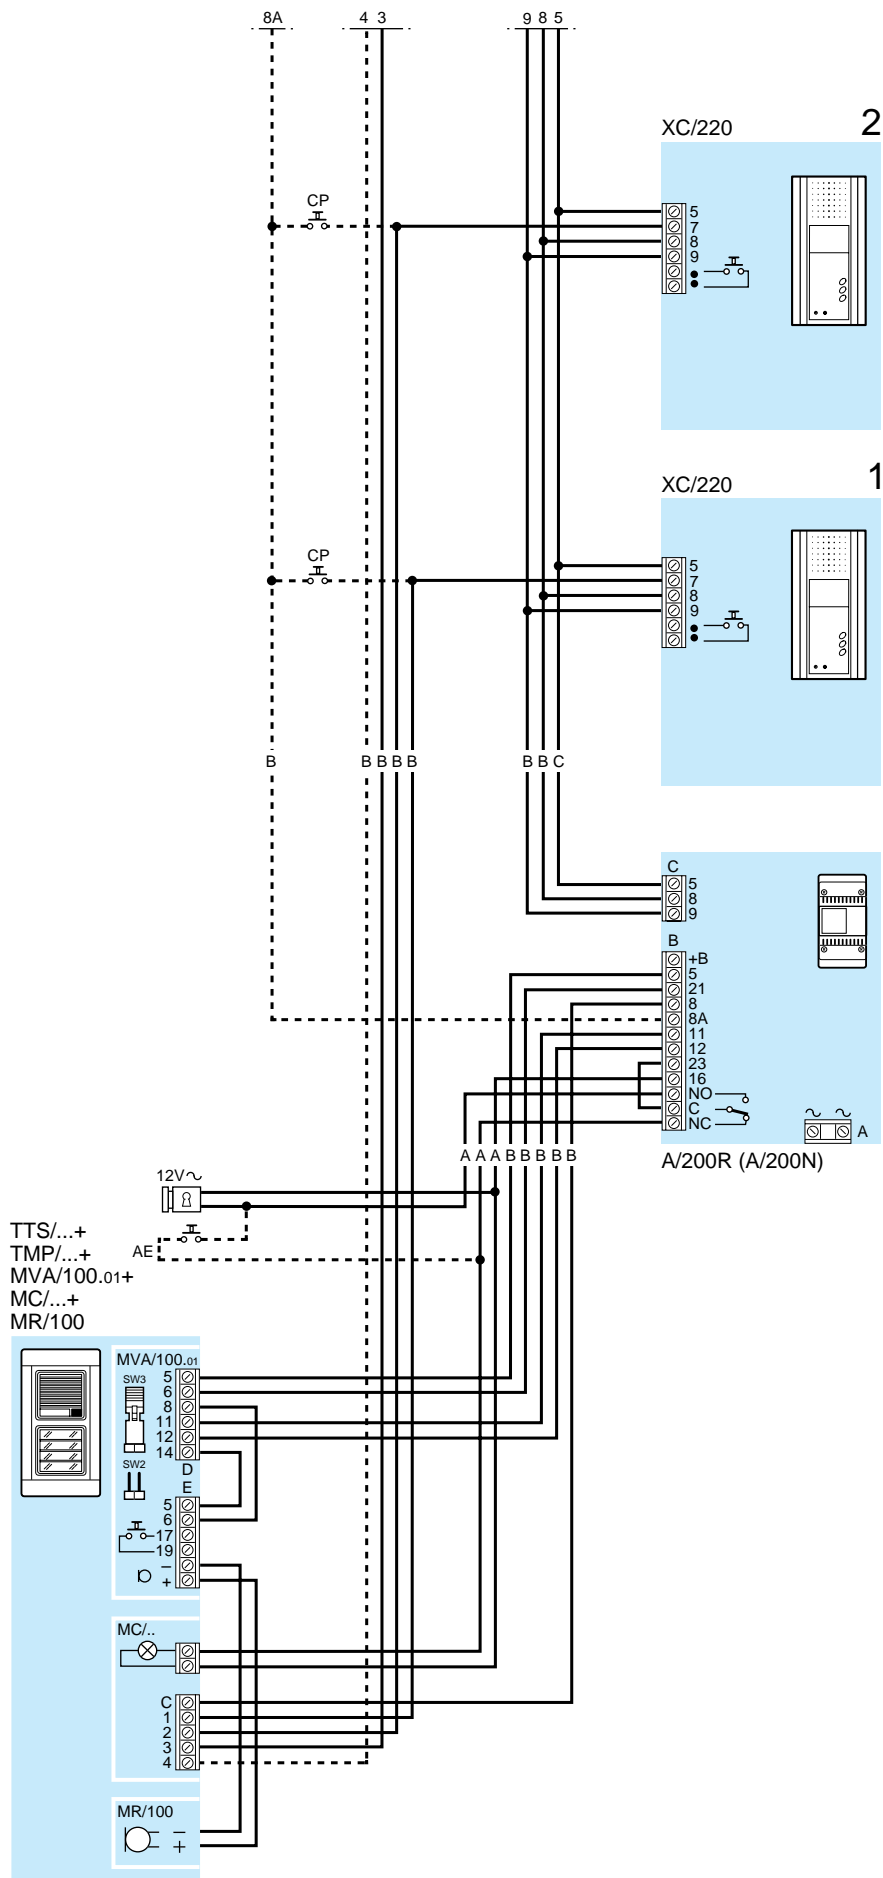 8A 4 3 9 8 5
XC/220 2
CP
5
7
8
9
XC/220 1
CP
5
7
8
9
B B B B B B B C
C
5
8
9
B
+B
5
21
8
8A
11
12
23
16
NO
C
NC
A
A/200R (A/200N)
A A A B B B B B
12V~
AE
TTS/...+
TMP/...+
MVA/100.01+
MC/...+
MR/100
MVA/100.01
SW3
5
6
8
11
12
14
SW2
D
E
5
6
17
19
–
+
MC/..
C
1
2
3
4
MR/100
–
+